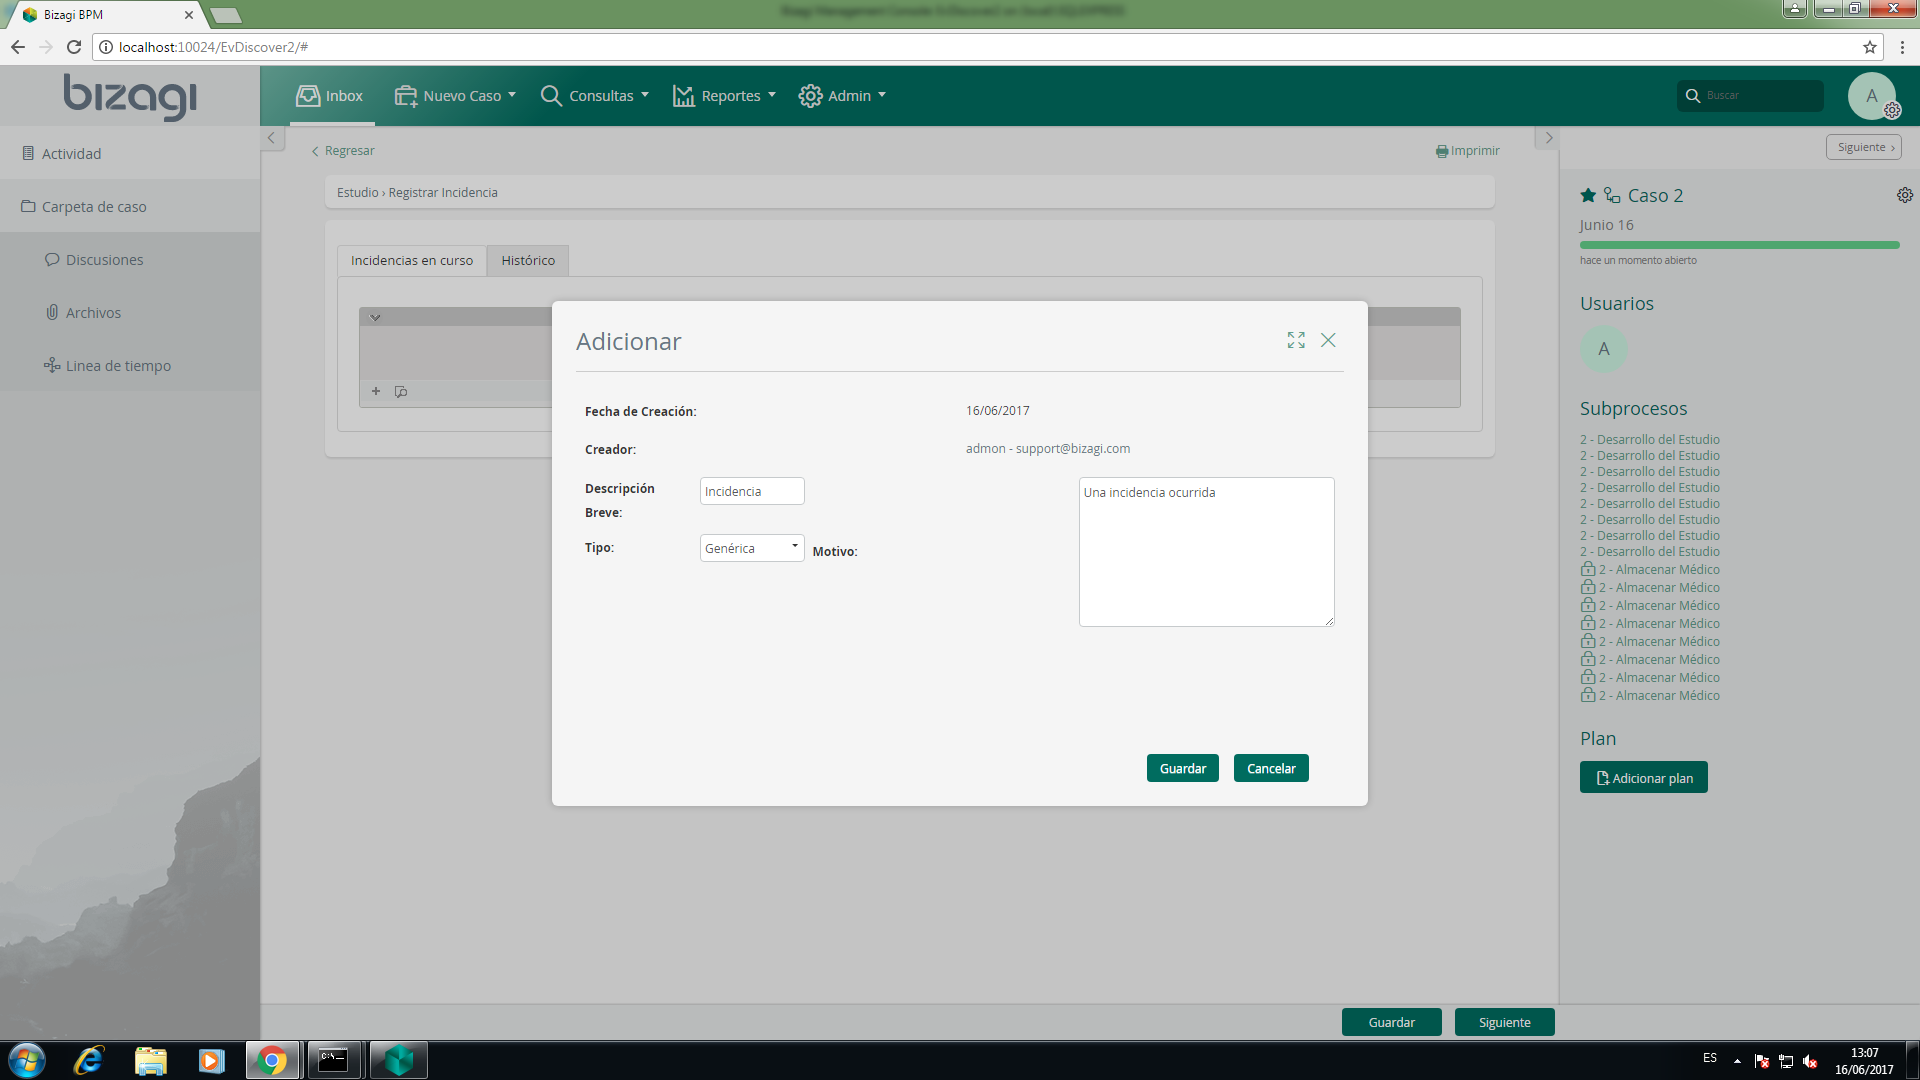 Bizagi BPM
localhost:10024/EvDiscover2/#
bizagi
Inbox
Nuevo Caso
Consultas
Reportes
Admin
Buscar
A
Actividad
Carpeta de caso
Discusiones
Archivos
Linea de tiempo
Regresar
Imprimir
Estudio › Registrar Incidencia
Incidencias en curso
Histórico
Adicionar
Fecha de Creación:
16/06/2017
Creador:
admon - support@bizagi.com
Descripción
Breve:
Incidencia
Una incidencia ocurrida
Tipo:
Genérica
Motivo:
Guardar
Cancelar
Siguiente ›
Caso 2
Junio 16
hace un momento abierto
Usuarios
A
Subprocesos
2 - Desarrollo del Estudio
2 - Desarrollo del Estudio
2 - Desarrollo del Estudio
2 - Desarrollo del Estudio
2 - Desarrollo del Estudio
2 - Desarrollo del Estudio
2 - Desarrollo del Estudio
2 - Desarrollo del Estudio
2 - Almacenar Médico
2 - Almacenar Médico
2 - Almacenar Médico
2 - Almacenar Médico
2 - Almacenar Médico
2 - Almacenar Médico
2 - Almacenar Médico
2 - Almacenar Médico
Plan
Adicionar plan
Guardar
Siguiente
ES
13:07
16/06/2017